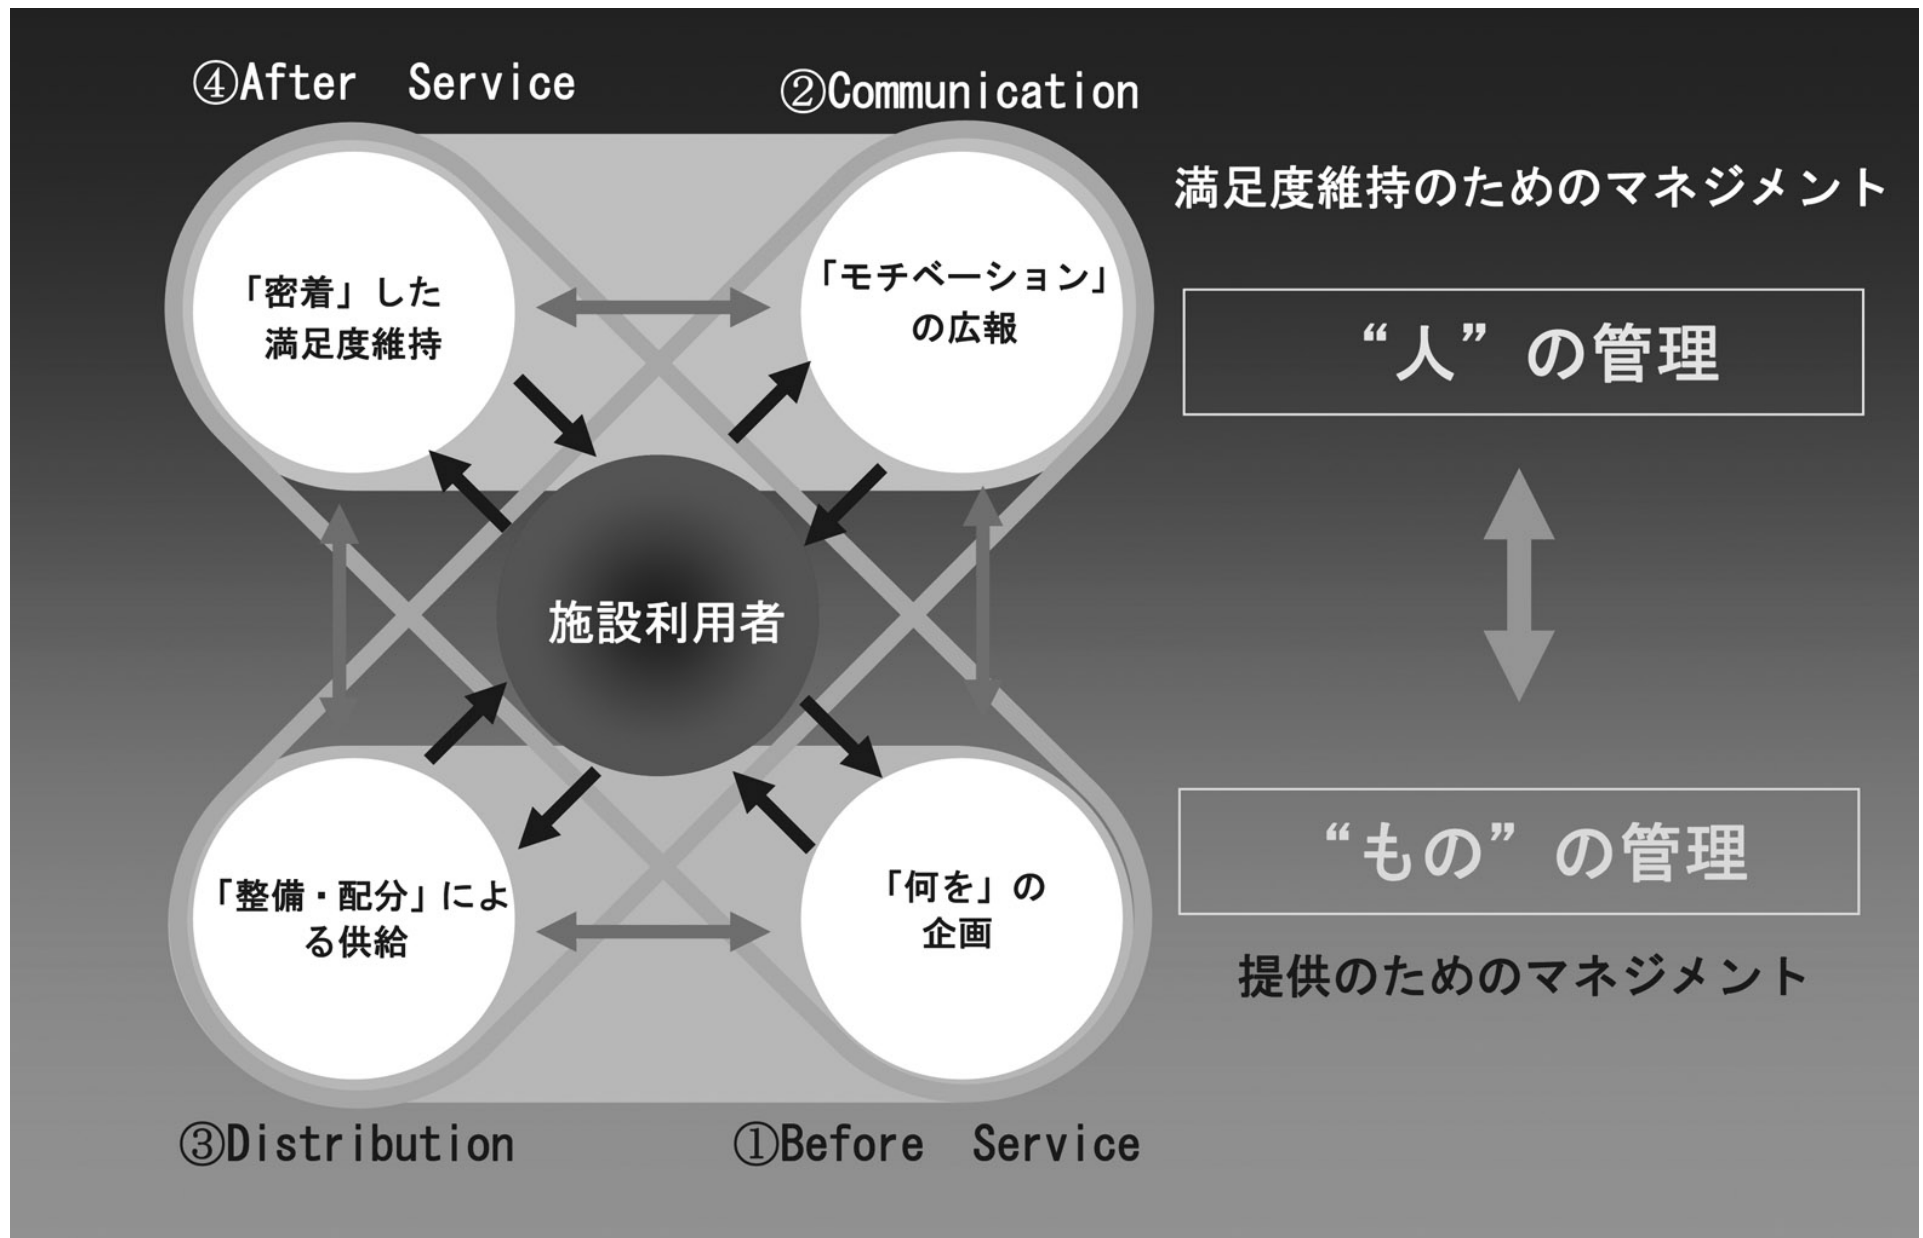 ④After Service
②Communication
満足度維持のためのマネジメント
「密着」した
満足度維持
「モチベーション」
の広報
“人”の管理
施設利用者
“もの”の管理
「整備・配分」によ
る供給
「何を」の
企画
提供のためのマネジメント
③Distribution
①Before Service